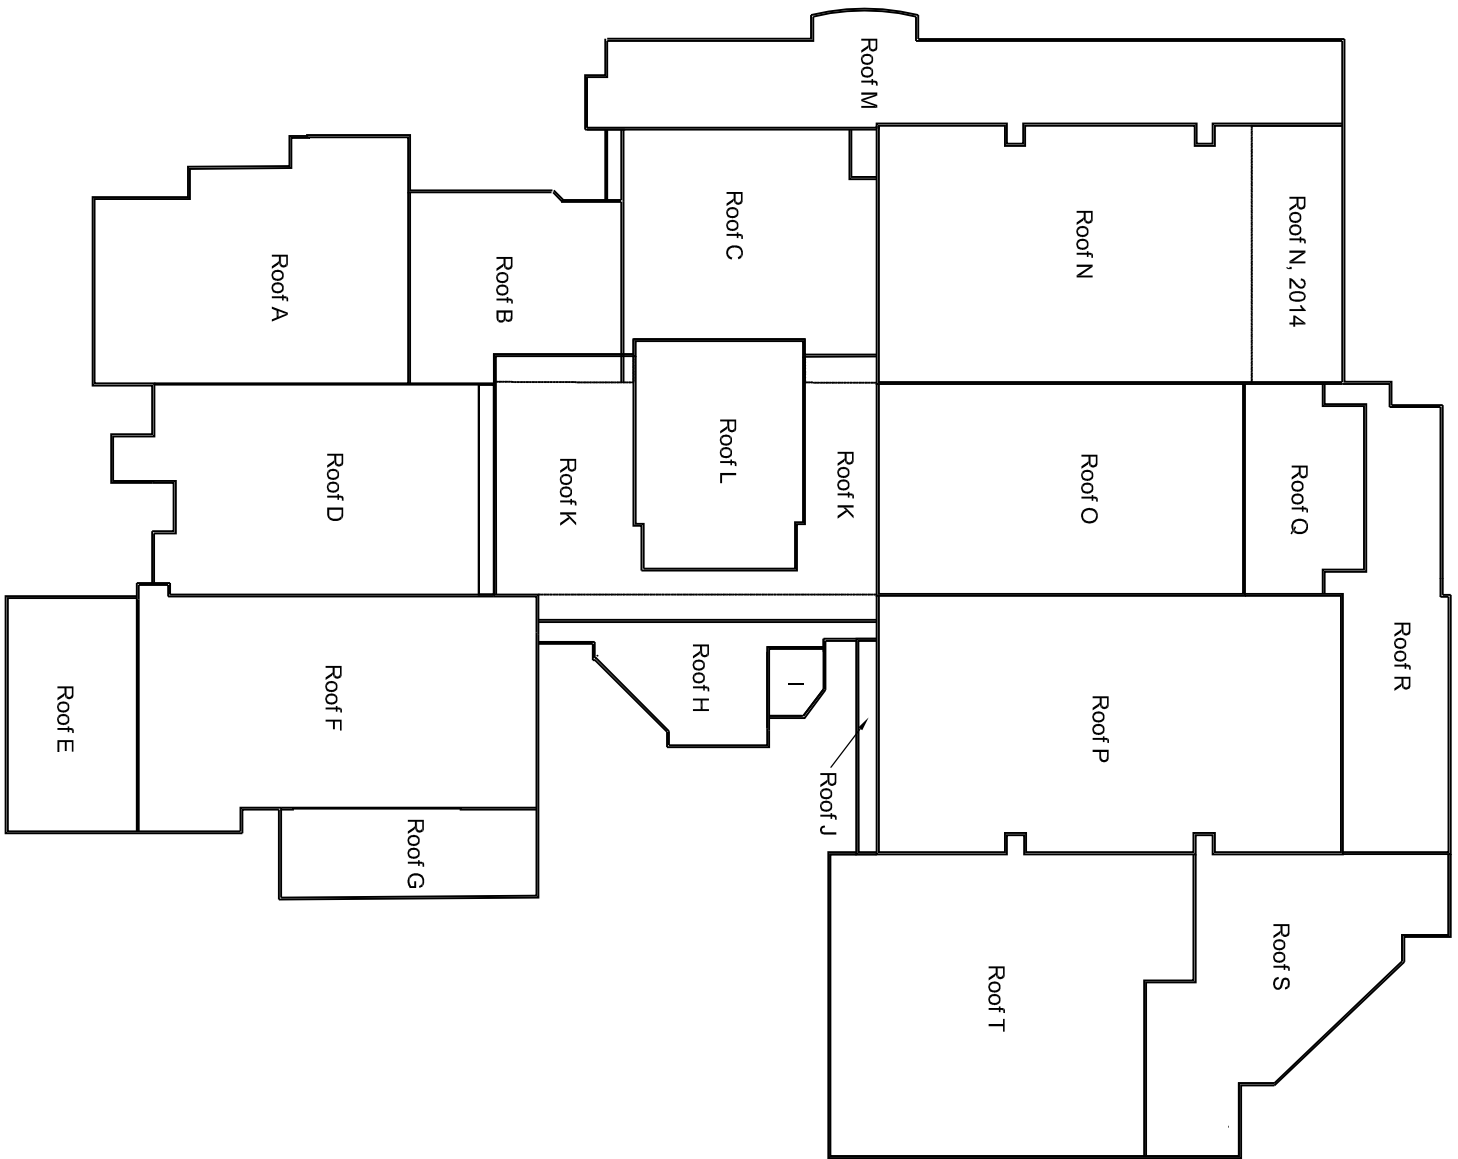 Roof M
Roof A
Roof B
Roof C
Roof N
Roof N, 2014
Roof D
Roof K
Roof L
Roof K
Roof O
Roof Q
Roof R
Roof E
Roof F
Roof H
I
Roof J
Roof P
Roof G
Roof T
Roof S